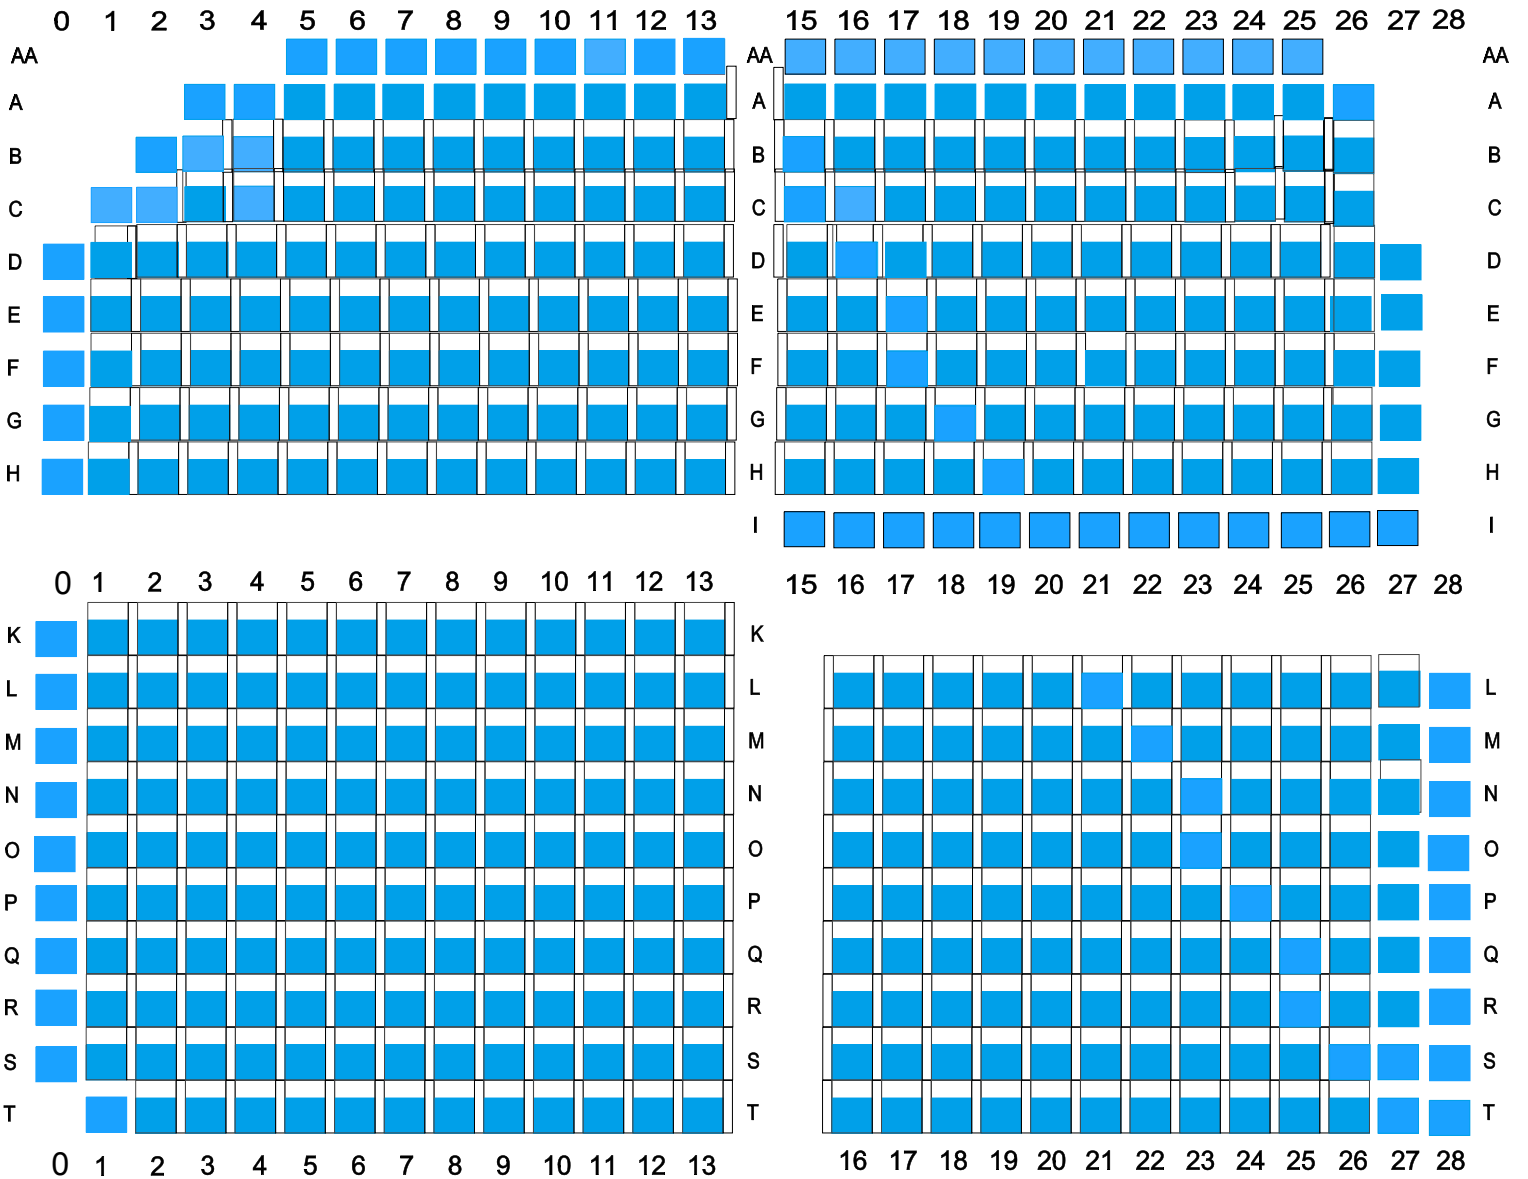 0 1 2 3 4 5 6 7 8 9 10 11 12 13 15 16 17 18 19 20 21 22 23 24 25 26 27 28
AA AA AA
A A A
B B B
C C C
D D D
E E E
F F F
G G G
H H H
I I
0 1 2 3 4 5 6 7 8 9 10 11 12 13 15 16 17 18 19 20 21 22 23 24 25 26 27 28
K K
L L L
M M M
N N N
O O O
P P P
Q Q Q
R R R
S S S
T T T
0 1 2 3 4 5 6 7 8 9 10 11 12 13 16 17 18 19 20 21 22 23 24 25 26 27 28